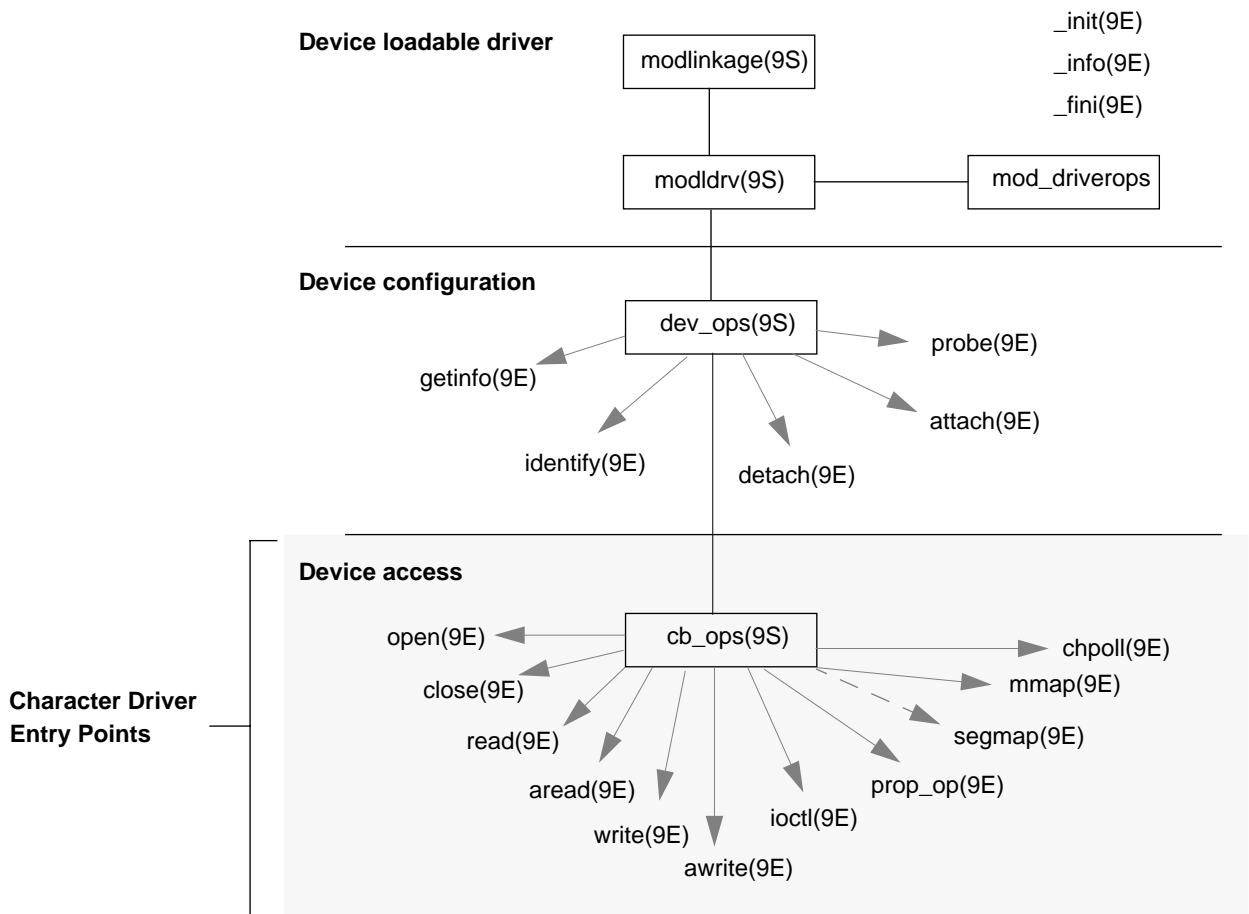 _init(9E)
Device loadable driver
modlinkage(9S)
_info(9E)
_fini(9E)
modldrv(9S)
mod_driverops
Device configuration
dev_ops(9S)
probe(9E)
getinfo(9E)
attach(9E)
identify(9E)
detach(9E)
Device access
open(9E)
cb_ops(9S)
chpoll(9E)
close(9E)
mmap(9E)
Character Driver
Entry Points
read(9E)
segmap(9E)
aread(9E)
prop_op(9E)
write(9E)
ioctl(9E)
awrite(9E)